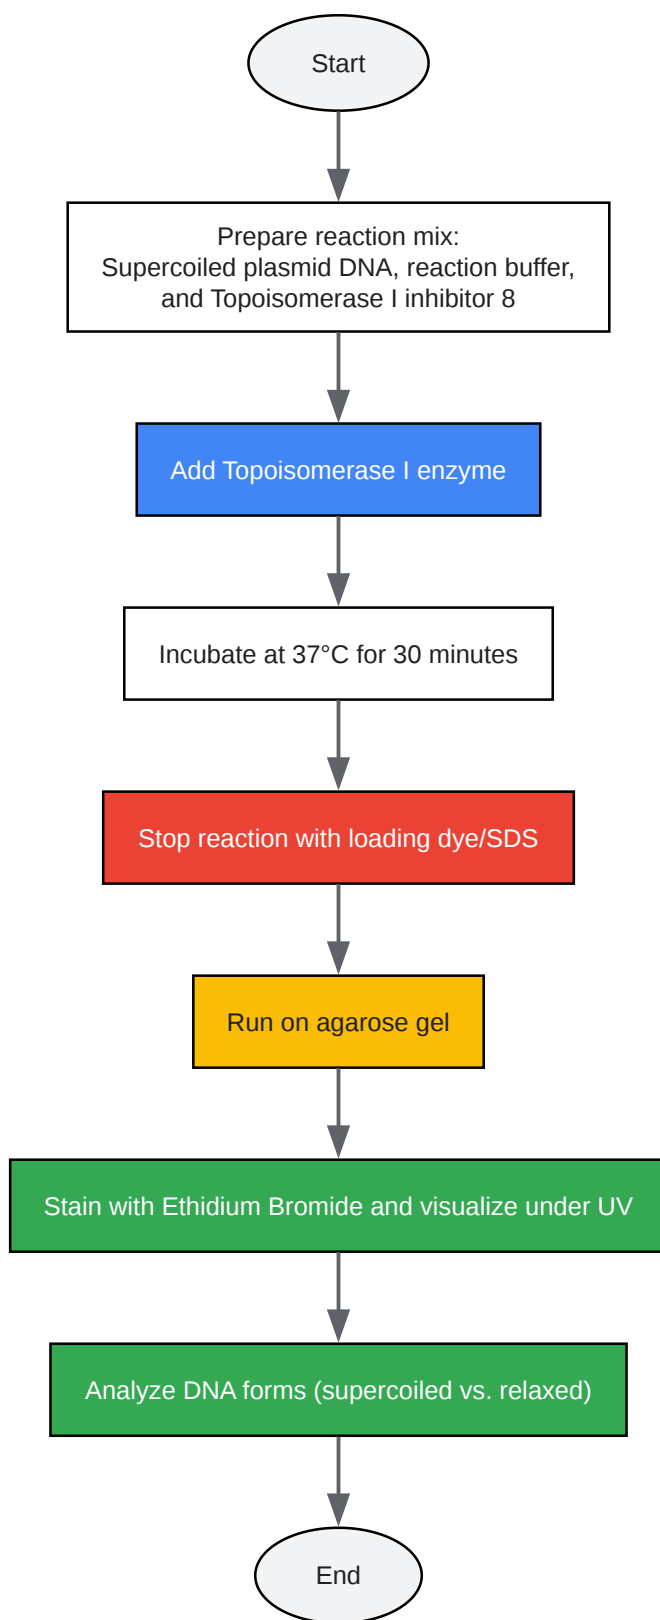 Start
Prepare reaction mix:
Supercoiled plasmid DNA, reaction buffer,
and Topoisomerase I inhibitor 8
Add Topoisomerase I enzyme
Incubate at 37°C for 30 minutes
Stop reaction with loading dye/SDS
Run on agarose gel
Stain with Ethidium Bromide and visualize under UV
Analyze DNA forms (supercoiled vs. relaxed)
End